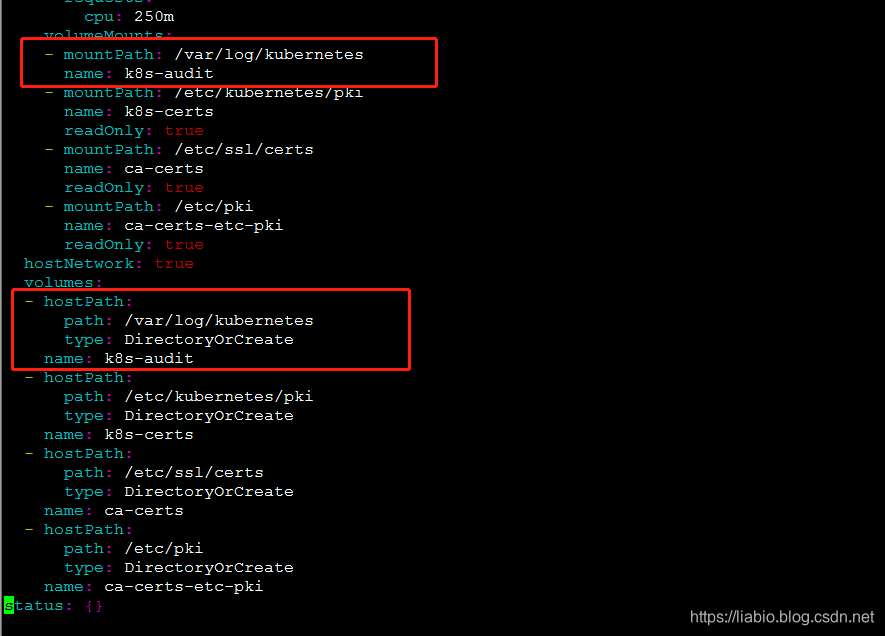 requests:
cpu: 250m
volumeMounts:
- mountPath: /var/log/kubernetes
name: k8s-audit
- mountPath: /etc/kubernetes/pki
name: k8s-certs
readOnly: true
- mountPath: /etc/ssl/certs
name: ca-certs
readOnly: true
- mountPath: /etc/pki
name: ca-certs-etc-pki
readOnly: true
hostNetwork: true
volumes:
- hostPath:
path: /var/log/kubernetes
type: DirectoryOrCreate
name: k8s-audit
- hostPath:
path: /etc/kubernetes/pki
type: DirectoryOrCreate
name: k8s-certs
- hostPath:
path: /etc/ssl/certs
type: DirectoryOrCreate
name: ca-certs
- hostPath:
path: /etc/pki
type: DirectoryOrCreate
name: ca-certs-etc-pki
status: {}
https://liabio.blog.csdn.net